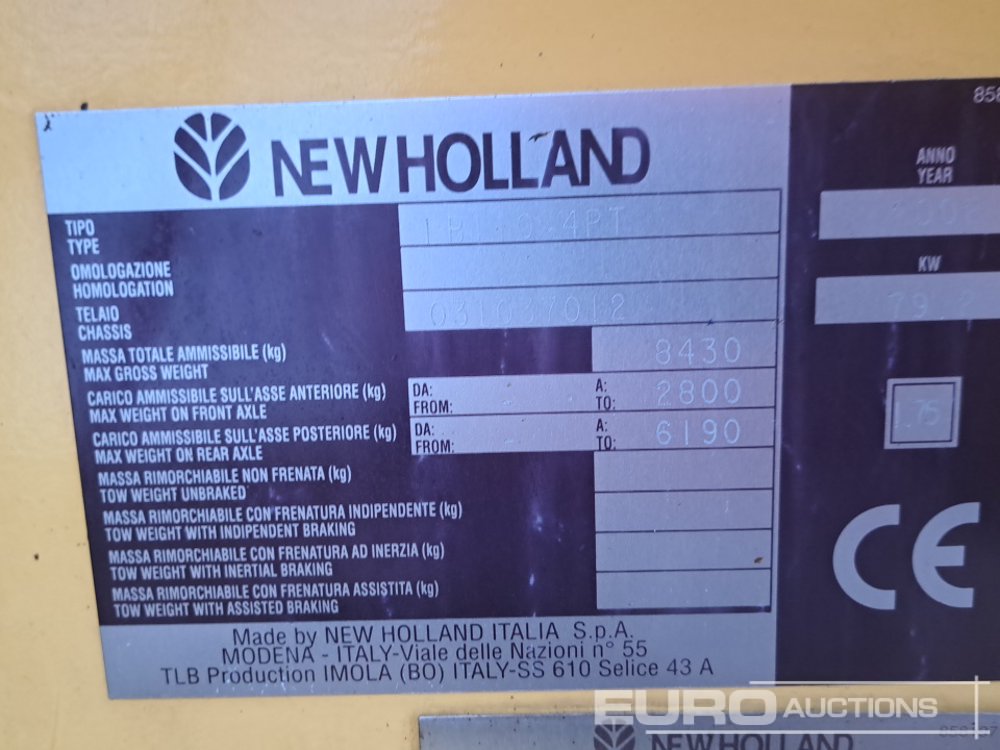 NEW HOLLAND
858
ANNO
YEAR
TIPO
TYPE
OMOLOGAZIONE
HOMOLOGATION
KW
79
TELAIO
CHASSIS
MASSA TOTALE AMMISSIBILE (kg)
MAX GROSS WEIGHT
8430
CARICO AMMISSIBILE SULL'ASSE ANTERIORE (kg)
MAX WEIGHT ON FRONT AXLE
DA:
FROM: -
A:
TO: 2800
1.75
CARICO AMMISSIBILE SULL'ASSE POSTERIORE (kg)
MAX WEIGHT ON REAR AXLE
DA:
FROM: -
A:
TO: 6190
MASSA RIMORCHIABILE NON FRENATA (kg)
TOW WEIGHT UNBRAKED
MASSA RIMORCHIABILE CON FRENATURA INDIPENDENTE (kg)
TOW WEIGHT WITH INDIPENDENT BRAKING
MASSA RIMORCHIABILE CON FRENATURA AD INERZIA (kg)
TOW WEIGHT WITH INERTIAL BRAKING
MASSA RIMORCHIABILE CON FRENATURA ASSISTITA (kg)
TOW WEIGHT WITH ASSISTED BRAKING
CE
Made by NEW HOLLAND ITALIA S.p.A.
MODENA - ITALY-Viale delle Nazioni n° 55
TLB Production IMOLA (BO) ITALY-SS 610 Selice 43 A
EURO AUCTIONS
NEW HOLLAND